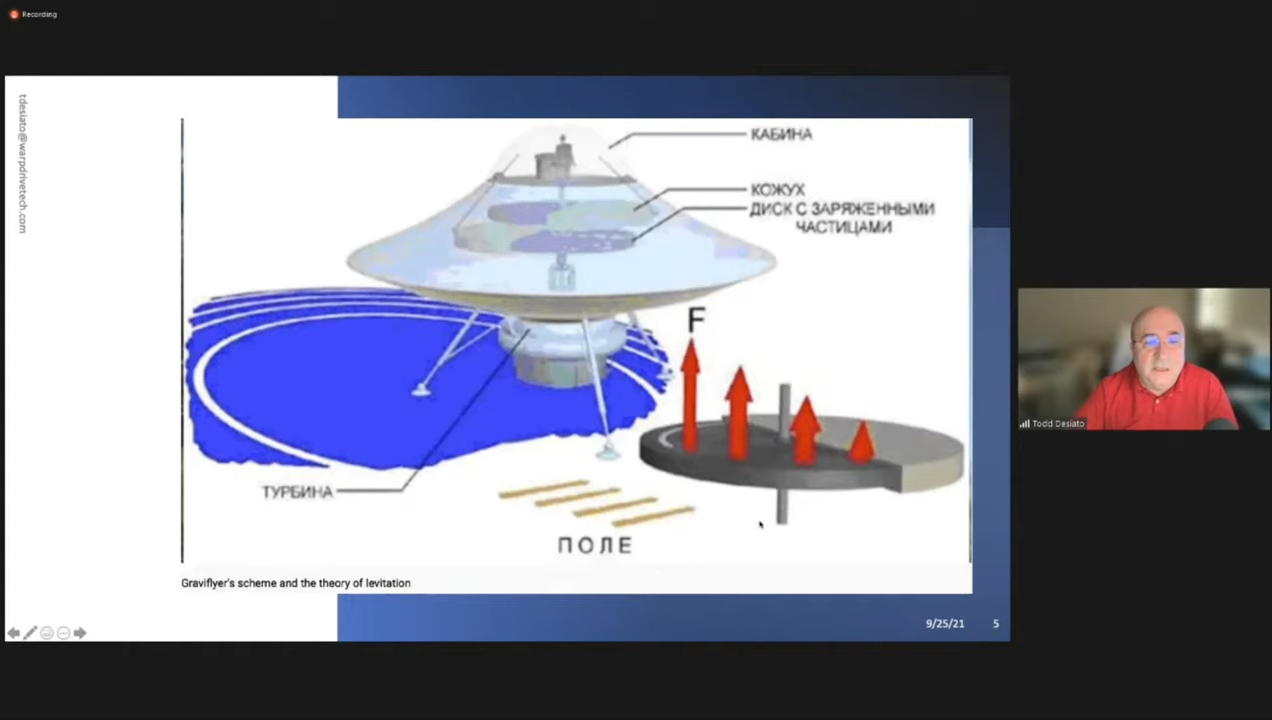 Recording
tdesiato@warpdrivetech.com
КАБИНА
КОЖУХ
ДИСК С ЗАРЯЖЕННЫМИ
ЧАСТИЦАМИ
F
ТУРБИНА
ПОЛЕ
Graviflyer's scheme and the theory of levitation
9/25/21 5
Todd Desiato